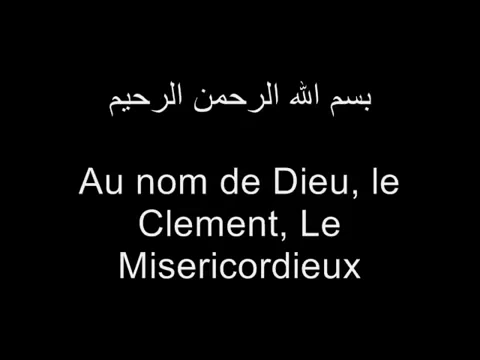 بسم الله الرحمن الرحيم
Au nom de Dieu, le
Clement, Le
Misericordieux